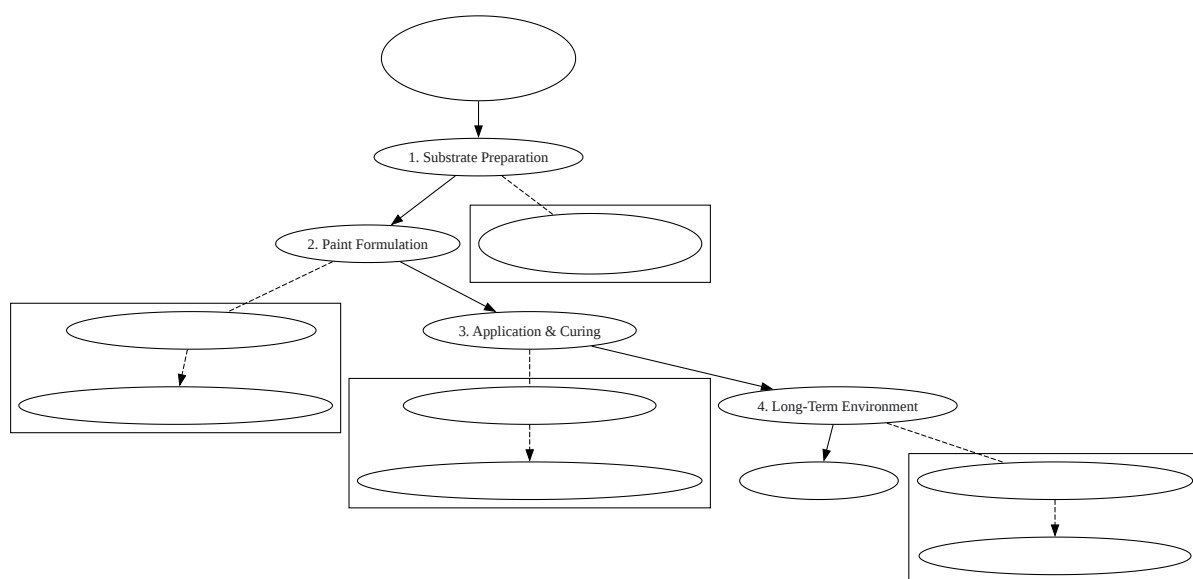 1. Substrate Preparation
2. Paint Formulation
3. Application & Curing
4. Long-Term Environment